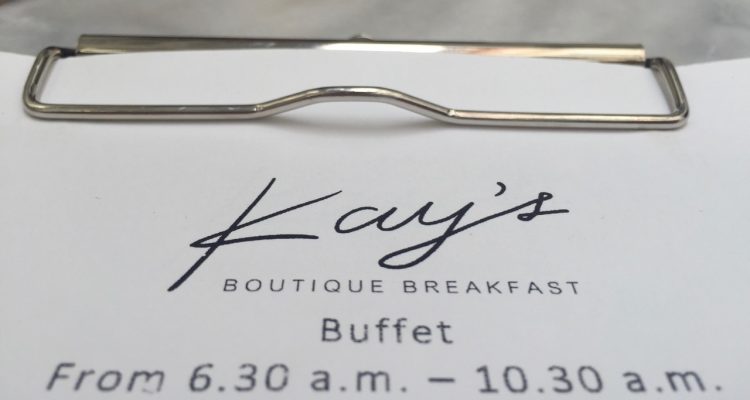 Kay's
BOUTIQUE BREAKFAST
Buffet
From 6.30 a.m. – 10.30 a.m.